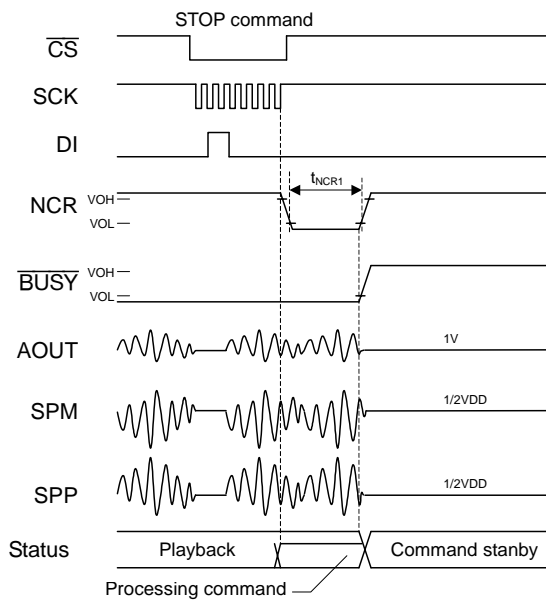 STOP command
CS
SCK
DI
tNCR1
NCR
VOH
VOL
BUSY
VOH
VOL
AOUT
1V
SPM
1/2VDD
SPP
1/2VDD
Status
Playback
Command stanby
Processing command